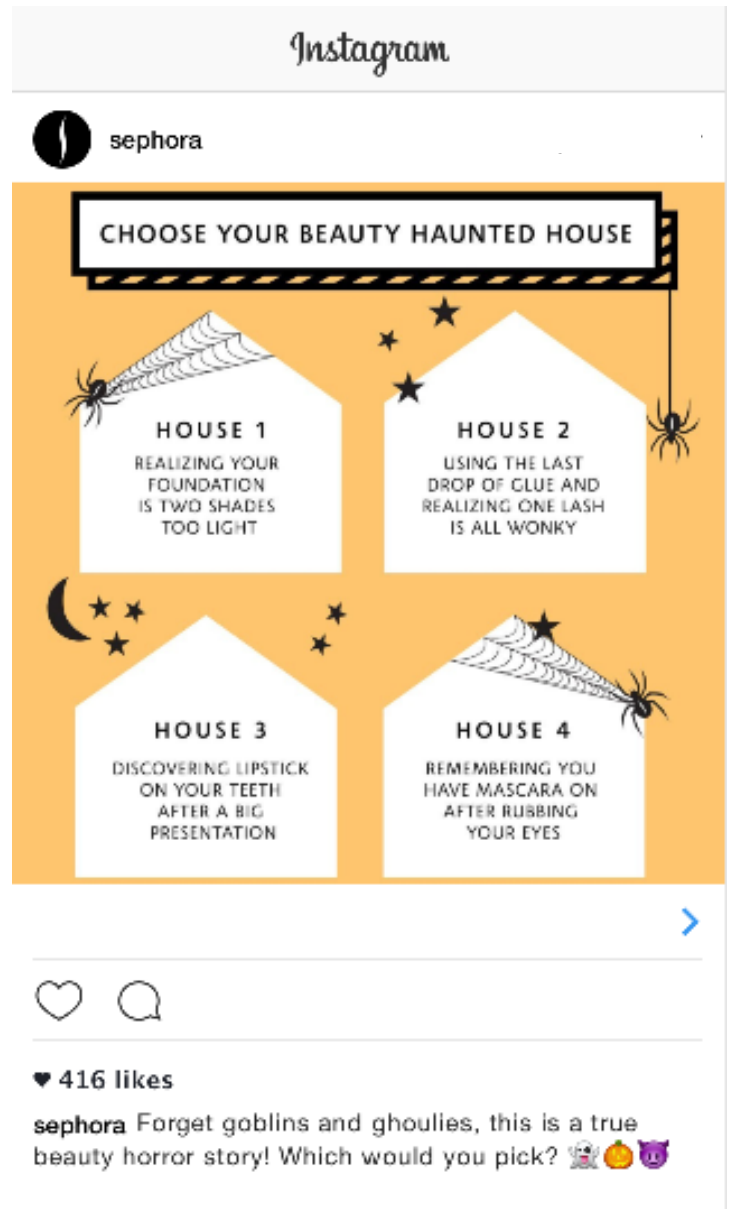 Instagram
sephora
CHOOSE YOUR BEAUTY HAUNTED HOUSE
HOUSE 1
REALIZING YOUR
FOUNDATION
IS TWO SHADES
TOO LIGHT
HOUSE 2
USING THE LAST
DROP OF GLUE AND
REALIZING ONE LASH
IS ALL WONKY
HOUSE 3
DISCOVERING LIPSTICK
ON YOUR TEETH
AFTER A BIG
PRESENTATION
HOUSE 4
REMEMBERING YOU
HAVE MASCARA ON
AFTER RUBBING
YOUR EYES
416 likes
sephora Forget goblins and ghoulies, this is a true
beauty horror story! Which would you pick? 👻🎃😈